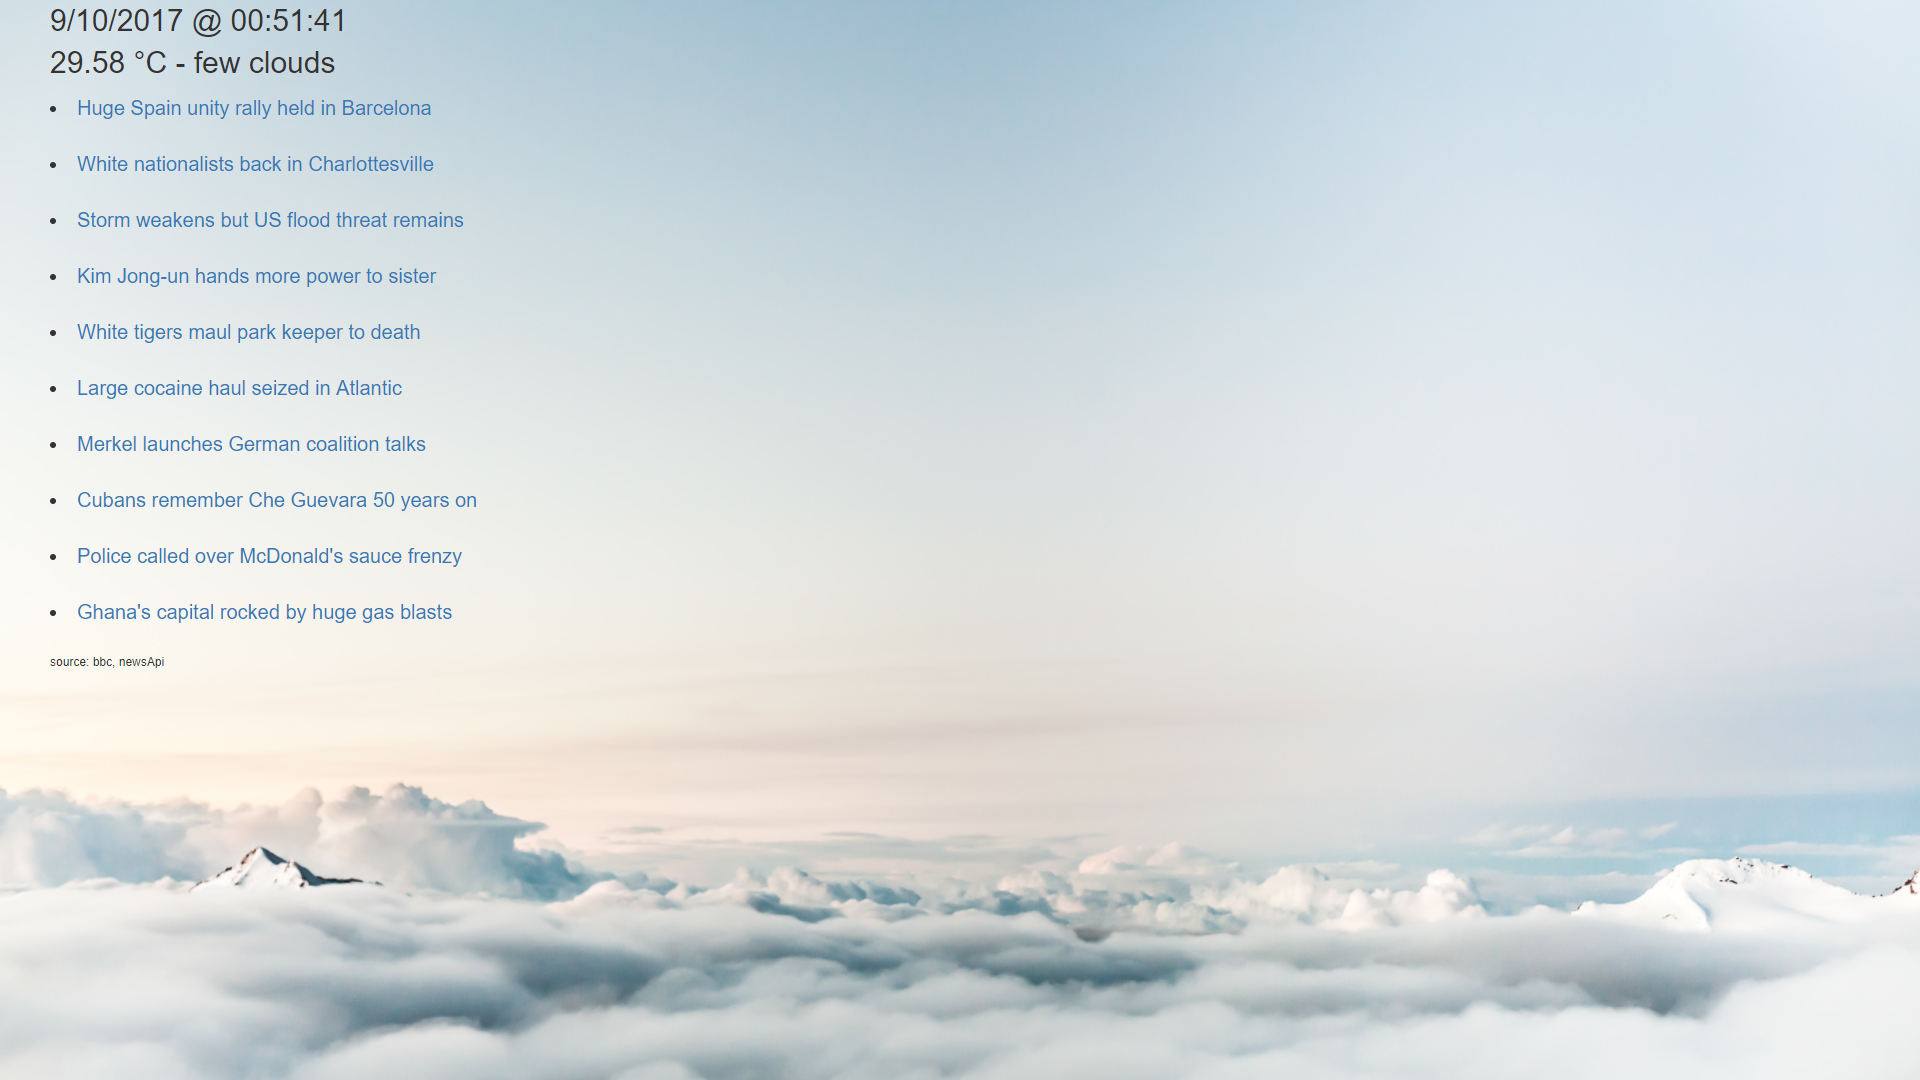 9/10/2017 @ 00:51:41
29.58 °C - few clouds
• Huge Spain unity rally held in Barcelona
• White nationalists back in Charlottesville
• Storm weakens but US flood threat remains
• Kim Jong-un hands more power to sister
• White tigers maul park keeper to death
• Large cocaine haul seized in Atlantic
• Merkel launches German coalition talks
• Cubans remember Che Guevara 50 years on
• Police called over McDonald's sauce frenzy
• Ghana's capital rocked by huge gas blasts
source: bbc, newsApi